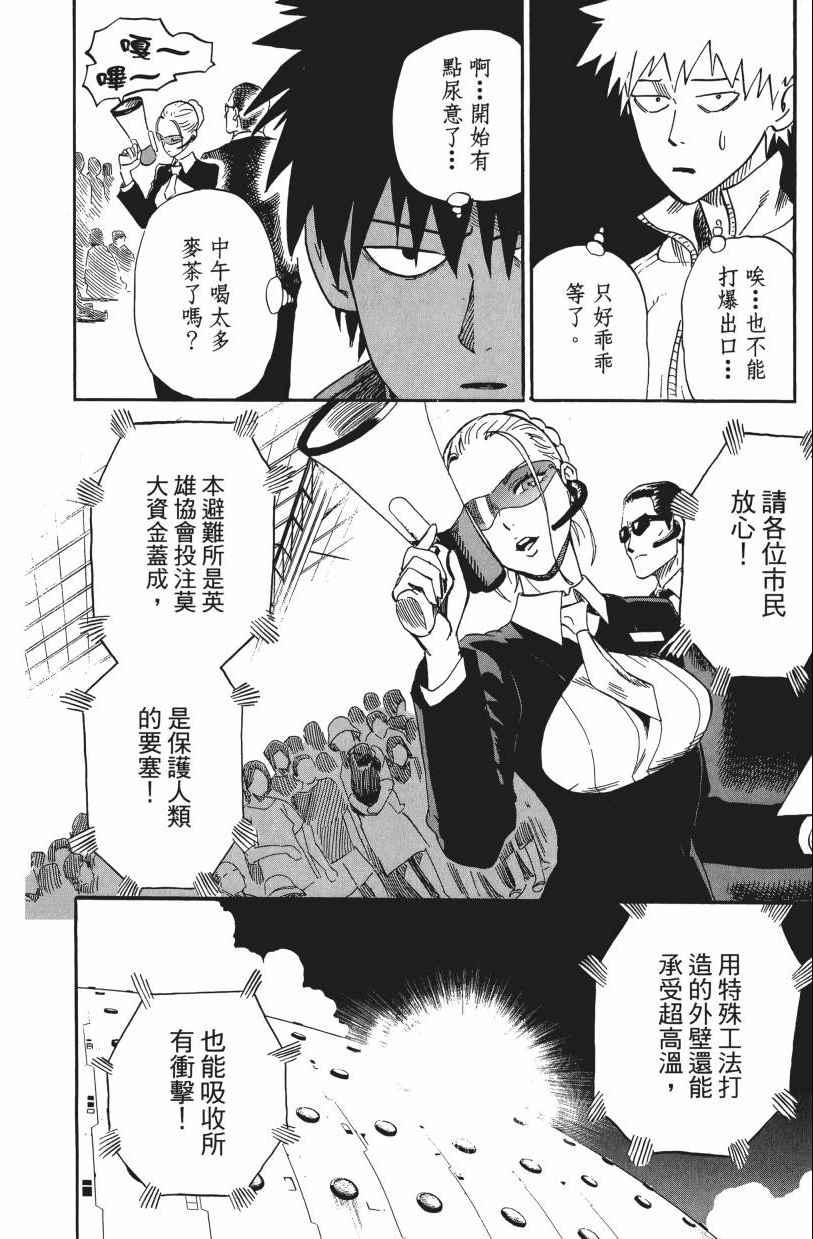 唉…也不能
打爆出口…
只好乖乖
等了。
啊…開始有
點尿意了…
嘎～
嗶～
中午喝太多
麥茶了嗎？
請各位市民
放心！
本避難所是英
雄協會投注莫
大資金蓋成，
是保護人類
的要塞！
用特殊工法打
造的外壁還能
承受超高溫，
也能吸收所
有衝擊！